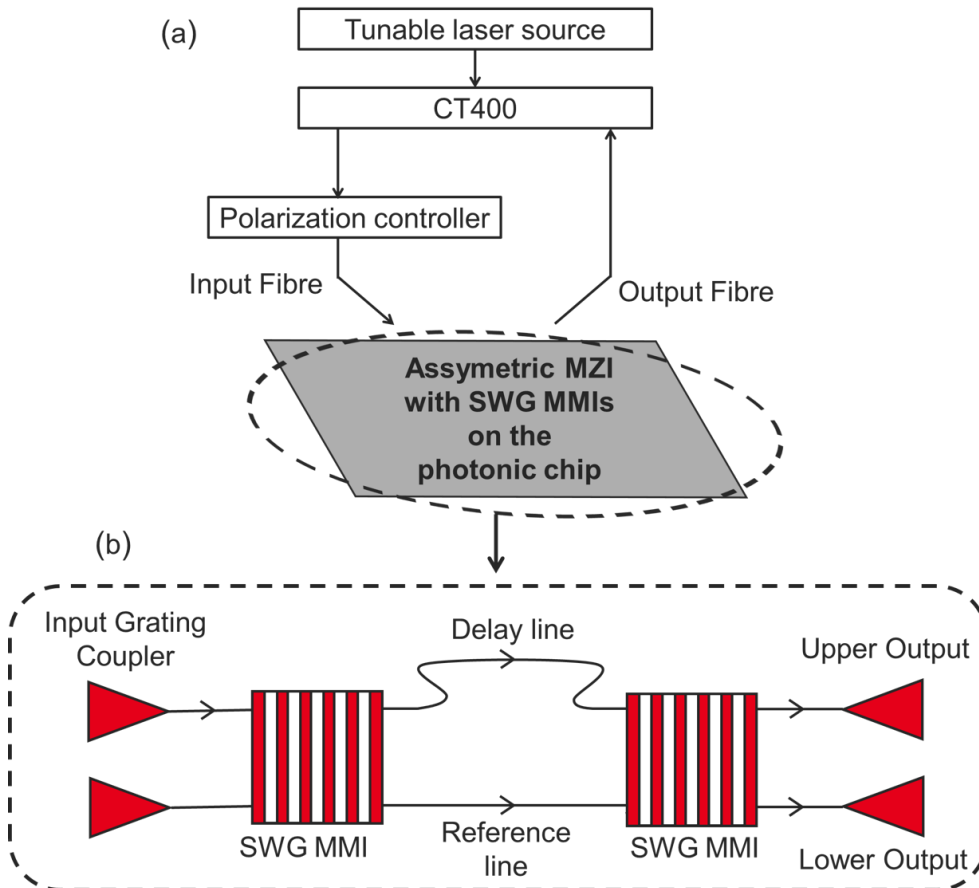 (a)
Tunable laser source
CT400
Polarization controller
Input Fibre
Output Fibre
Assymetric MZI
with SWG MMIs
on the
photonic chip
(b)
Input Grating
Coupler
Delay line
Upper Output
SWG MMI
Reference
line
SWG MMI
Lower Output